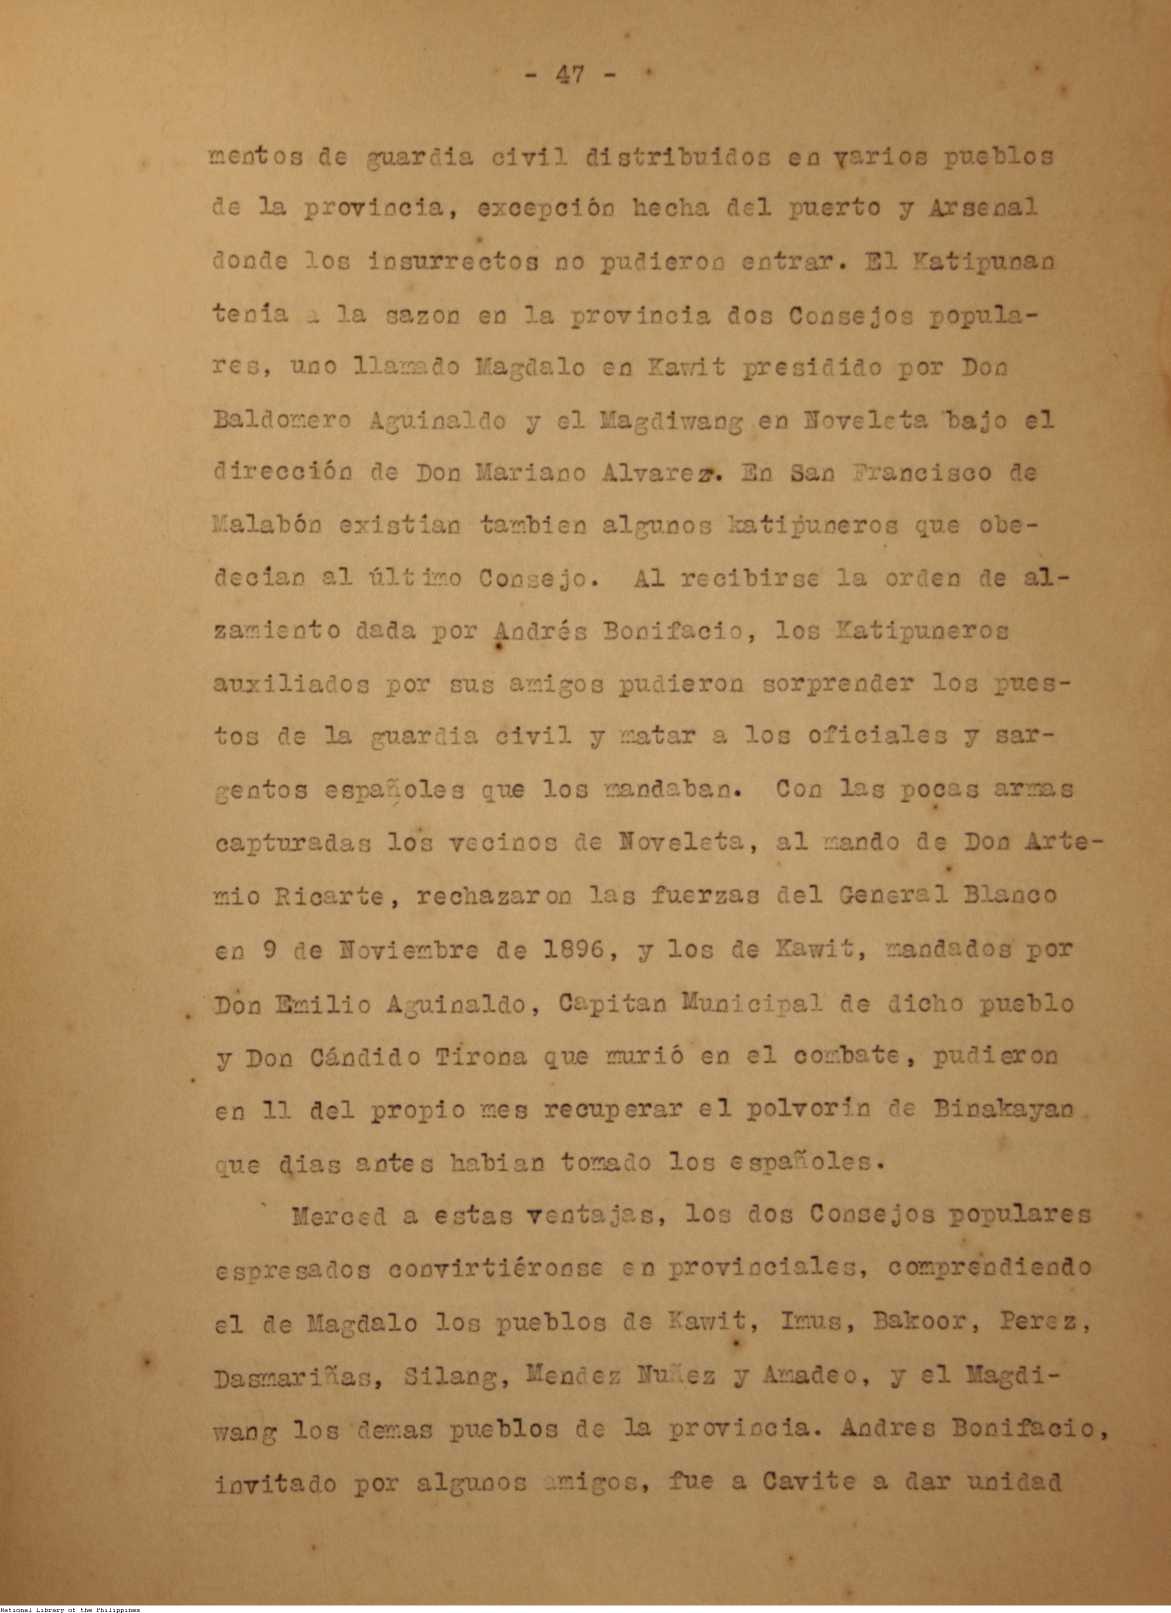 - 47 -
mentos de guardia civil distribuidos en varios pueblos
de la provincia, excepción hecha del puerto y Arsenal
donde los insurrectos no pudieron entrar. El Katipunan
tenía a la sazon en la provincia dos Consejos popula-
res, uno llamado Magdalo en Kawit presidido por Don
Baldomero Aguinaldo y el Magdiwang en Noveleta bajo el
dirección de Don Mariano Alvarez. En San Francisco de
Malabón existian tambien algunos katipuneros que obe-
decían al último Consejo. Al recibirse la orden de al-
zamiento dada por Andrés Bonifacio, los Katipuneros
auxiliados por sus amigos pudieron sorprender los pues-
tos de la guardia civil y matar a los oficiales y sar-
gentos españoles que los mandaban. Con las pocas armas
capturadas los vecinos de Noveleta, al mando de Don Arte-
mio Ricarte, rechazaron las fuerzas del General Blanco
en 9 de Noviembre de 1896, y los de Kawit, mandados por
Don Emilio Aguinaldo, Capitan Municipal de dicho pueblo
y Don Cándido Tirona que murió en el combate, pudieron
en 11 del propio mes recuperar el polvorín de Binakayan
que dias antes habian tomado los españoles.
Merced a estas ventajas, los dos Consejos populares
espresados convirtiéronse en provinciales, comprendiendo
el de Magdalo los pueblos de Kawit, Imus, Bakoor, Perez,
Dasmariñas, Silang, Mendez Nuñez y Amadeo, y el Magdi-
wang los demas pueblos de la provincia. Andres Bonifacio,
invitado por algunos amigos, fue a Cavite a dar unidad
National Library of the Philippines